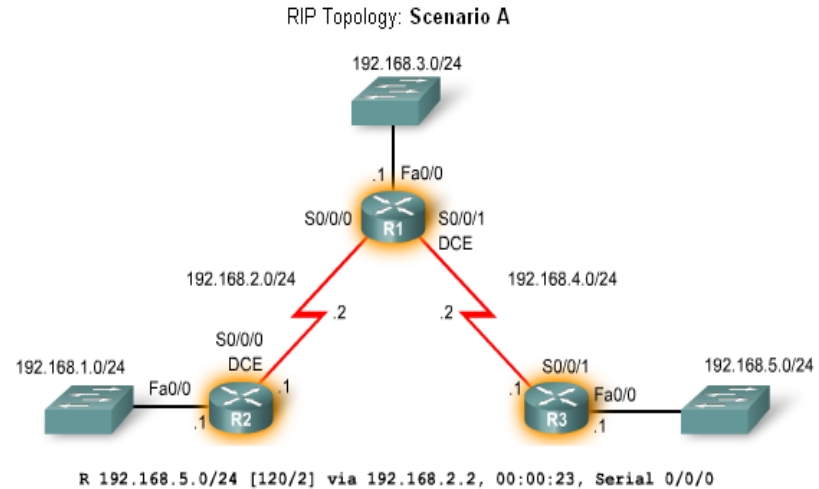 RIP Topology: Scenario A
192.168.3.0/24
.1 Fa0/0
S0/0/0
R1
S0/0/1
DCE
192.168.2.0/24
.2
.2
192.168.4.0/24
S0/0/0
DCE
S0/0/1
192.168.1.0/24
Fa0/0
.1
R2
.1
.1
R3
Fa0/0
.1
192.168.5.0/24
R 192.168.5.0/24 [120/2] via 192.168.2.2, 00:00:23, Serial 0/0/0